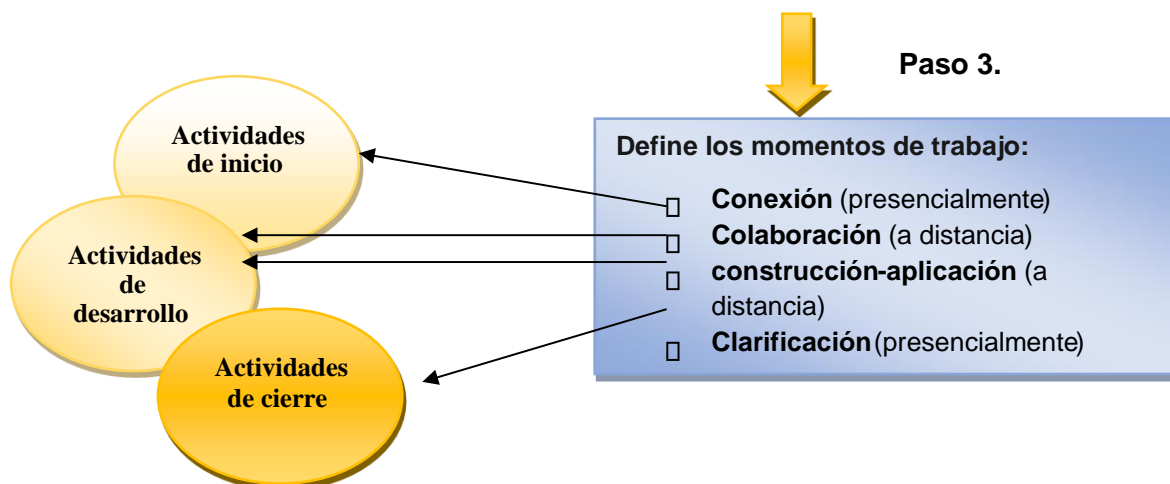 Paso 3.
Actividades
de inicio
Actividades
de
desarrollo
Actividades
de cierre
Define los momentos de trabajo:
Conexión (presencialmente)
Colaboración (a distancia)
construcción-aplicación (a
distancia)
Clarificación (presencialmente)